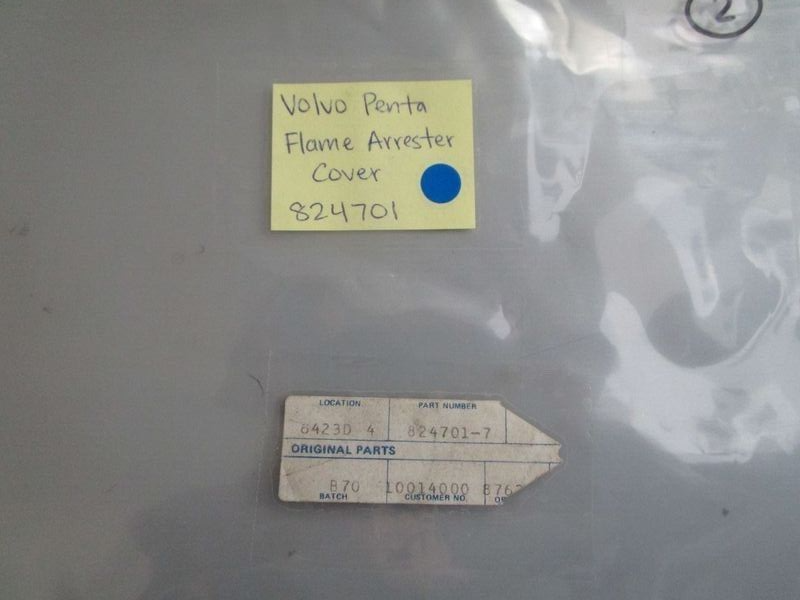 2
Volvo Penta
Flame Arrester
Cover
824701
LOCATION PART NUMBER
6423D 4 824701-7
ORIGINAL PARTS
B70 10014000
BATCH CUSTOMER NO.